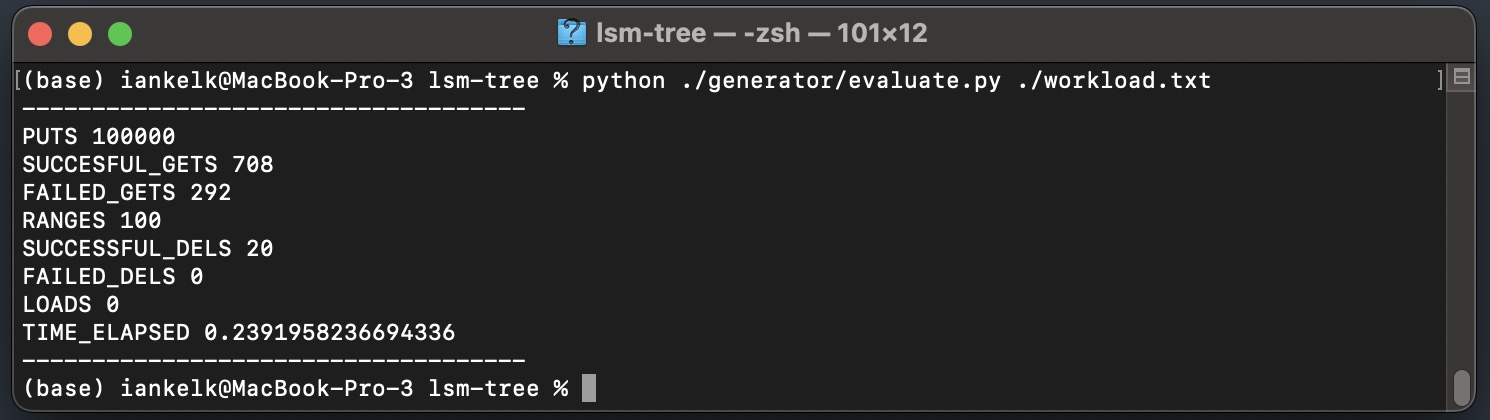 lsm-tree — -zsh — 101×12
[(base) iankelk@MacBook-Pro-3 lsm-tree % python ./generator/evaluate.py ./workload.txt ]
------------------------------------
PUTS 100000
SUCCESFUL_GETS 708
FAILED_GETS 292
RANGES 100
SUCCESSFUL_DELS 20
FAILED_DELS 0
LOADS 0
TIME_ELAPSED 0.2391958236694336
------------------------------------
(base) iankelk@MacBook-Pro-3 lsm-tree %